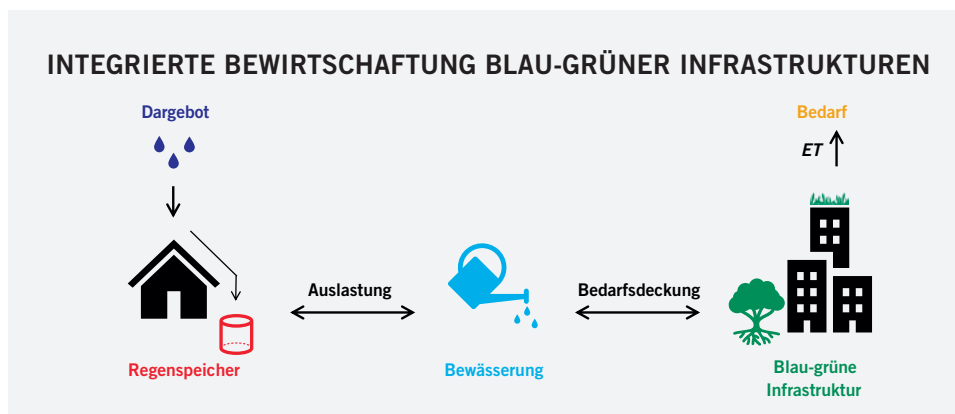 INTEGRIERTE BEWIRTSCHAFTUNG BLAU-GRÜNER INFRASTRUKTUREN
Dargebot
Bedarf
ET
Auslastung
Bedarfsdeckung
Regenspeicher
Bewässerung
Blau-grüne
Infrastruktur